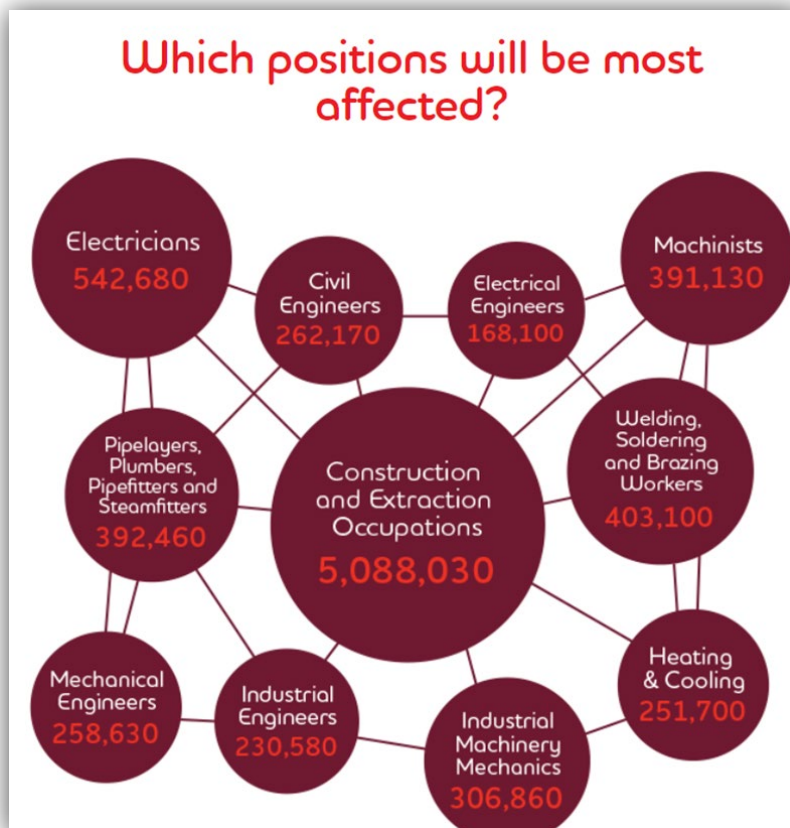 Which positions will be most
affected?
Electricians
542,680
Civil
Engineers
262,170
Electrical
Engineers
168,100
Machinists
391,130
Pipelayers,
Plumbers,
Pipefitters and
Steamfitters
392,460
Construction
and Extraction
Occupations
5,088,030
Welding,
Soldering
and Brazing
Workers
403,100
Mechanical
Engineers
258,630
Industrial
Engineers
230,580
Industrial
Machinery
Mechanics
306,860
Heating
& Cooling
251,700